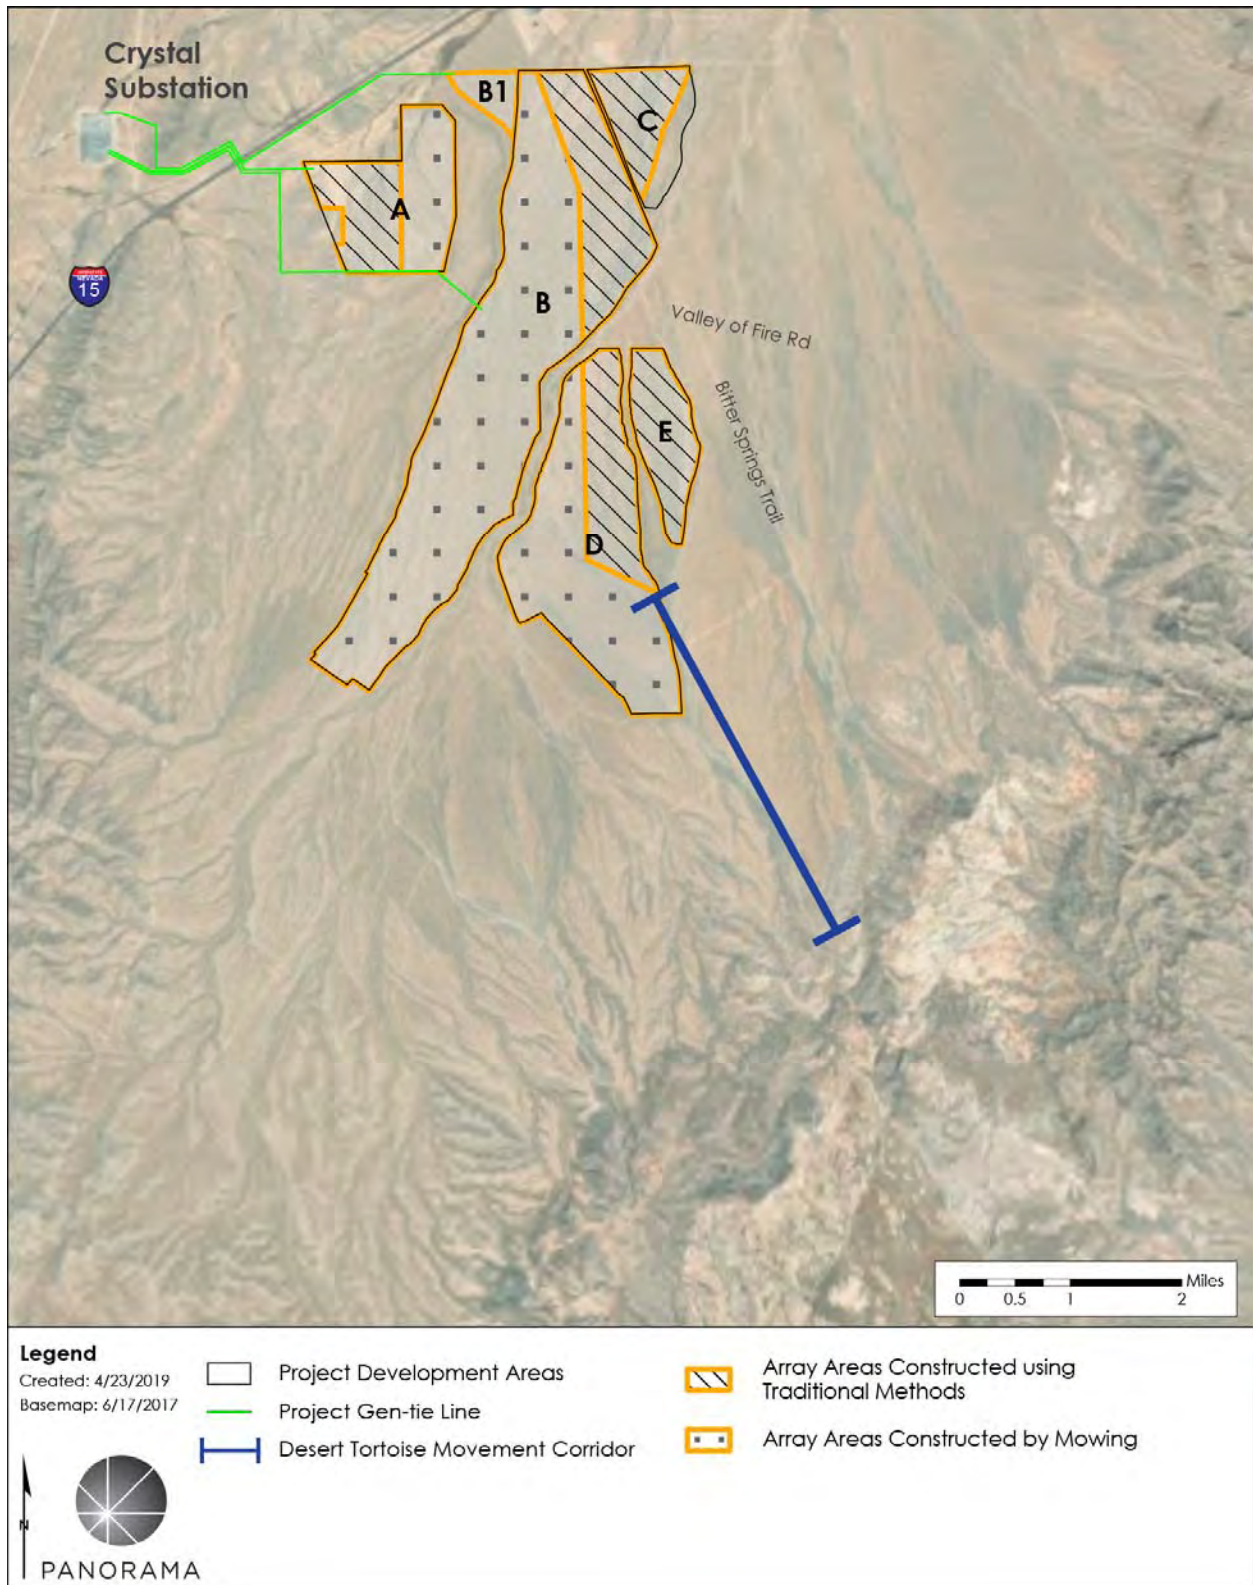 Crystal
Substation
B1
C
A
INTERSTATE
NEVADA
15
B
Valley of Fire Rd
Bitter Springs Trail
E
D
Miles
0 0.5 1 2
Legend
Created: 4/23/2019
Basemap: 6/17/2017
Project Development Areas
Project Gen-tie Line
Desert Tortoise Movement Corridor
Array Areas Constructed using
Traditional Methods
Array Areas Constructed by Mowing
N
PANORAMA